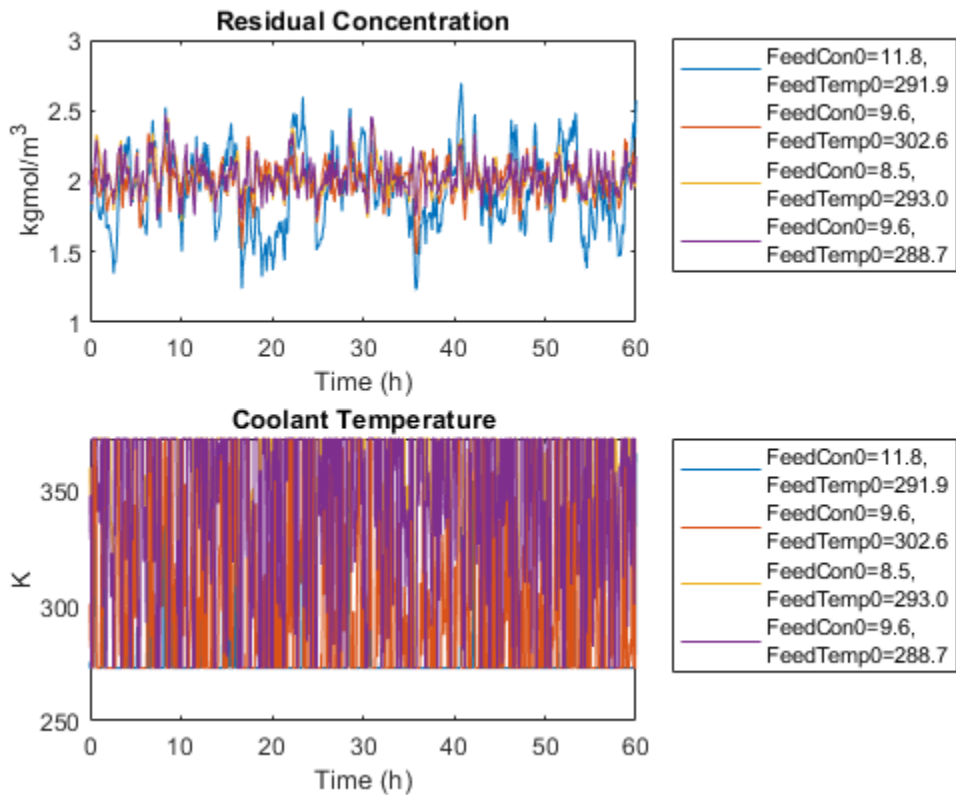 Residual Concentration
3
2.5
2
1.5
1
kgmol/m³
0 10 20 30 40 50 60
Time (h)
FeedCon0=11.8,
FeedTemp0=291.9
FeedCon0=9.6,
FeedTemp0=302.6
FeedCon0=8.5,
FeedTemp0=293.0
FeedCon0=9.6,
FeedTemp0=288.7
Coolant Temperature
350
300
250
K
0 10 20 30 40 50 60
Time (h)
FeedCon0=11.8,
FeedTemp0=291.9
FeedCon0=9.6,
FeedTemp0=302.6
FeedCon0=8.5,
FeedTemp0=293.0
FeedCon0=9.6,
FeedTemp0=288.7